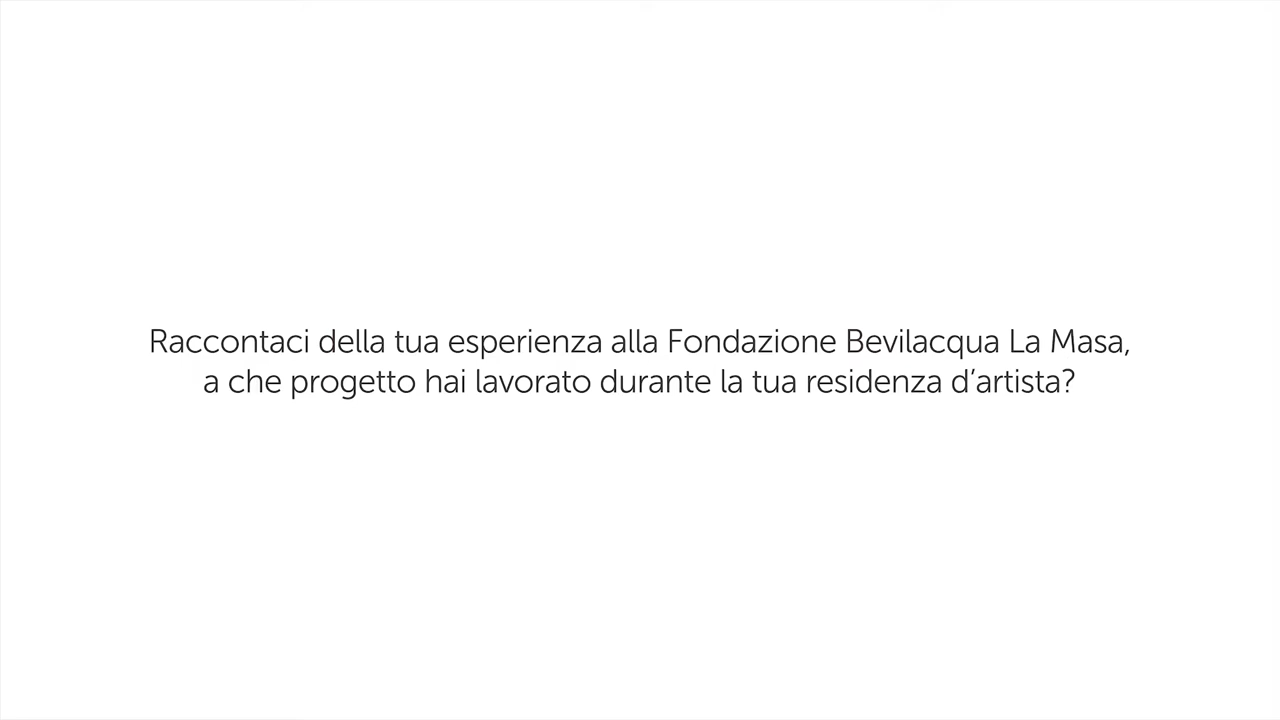 Raccontaci della tua esperienza alla Fondazione Bevilacqua La Masa,
a che progetto hai lavorato durante la tua residenza d’artista?